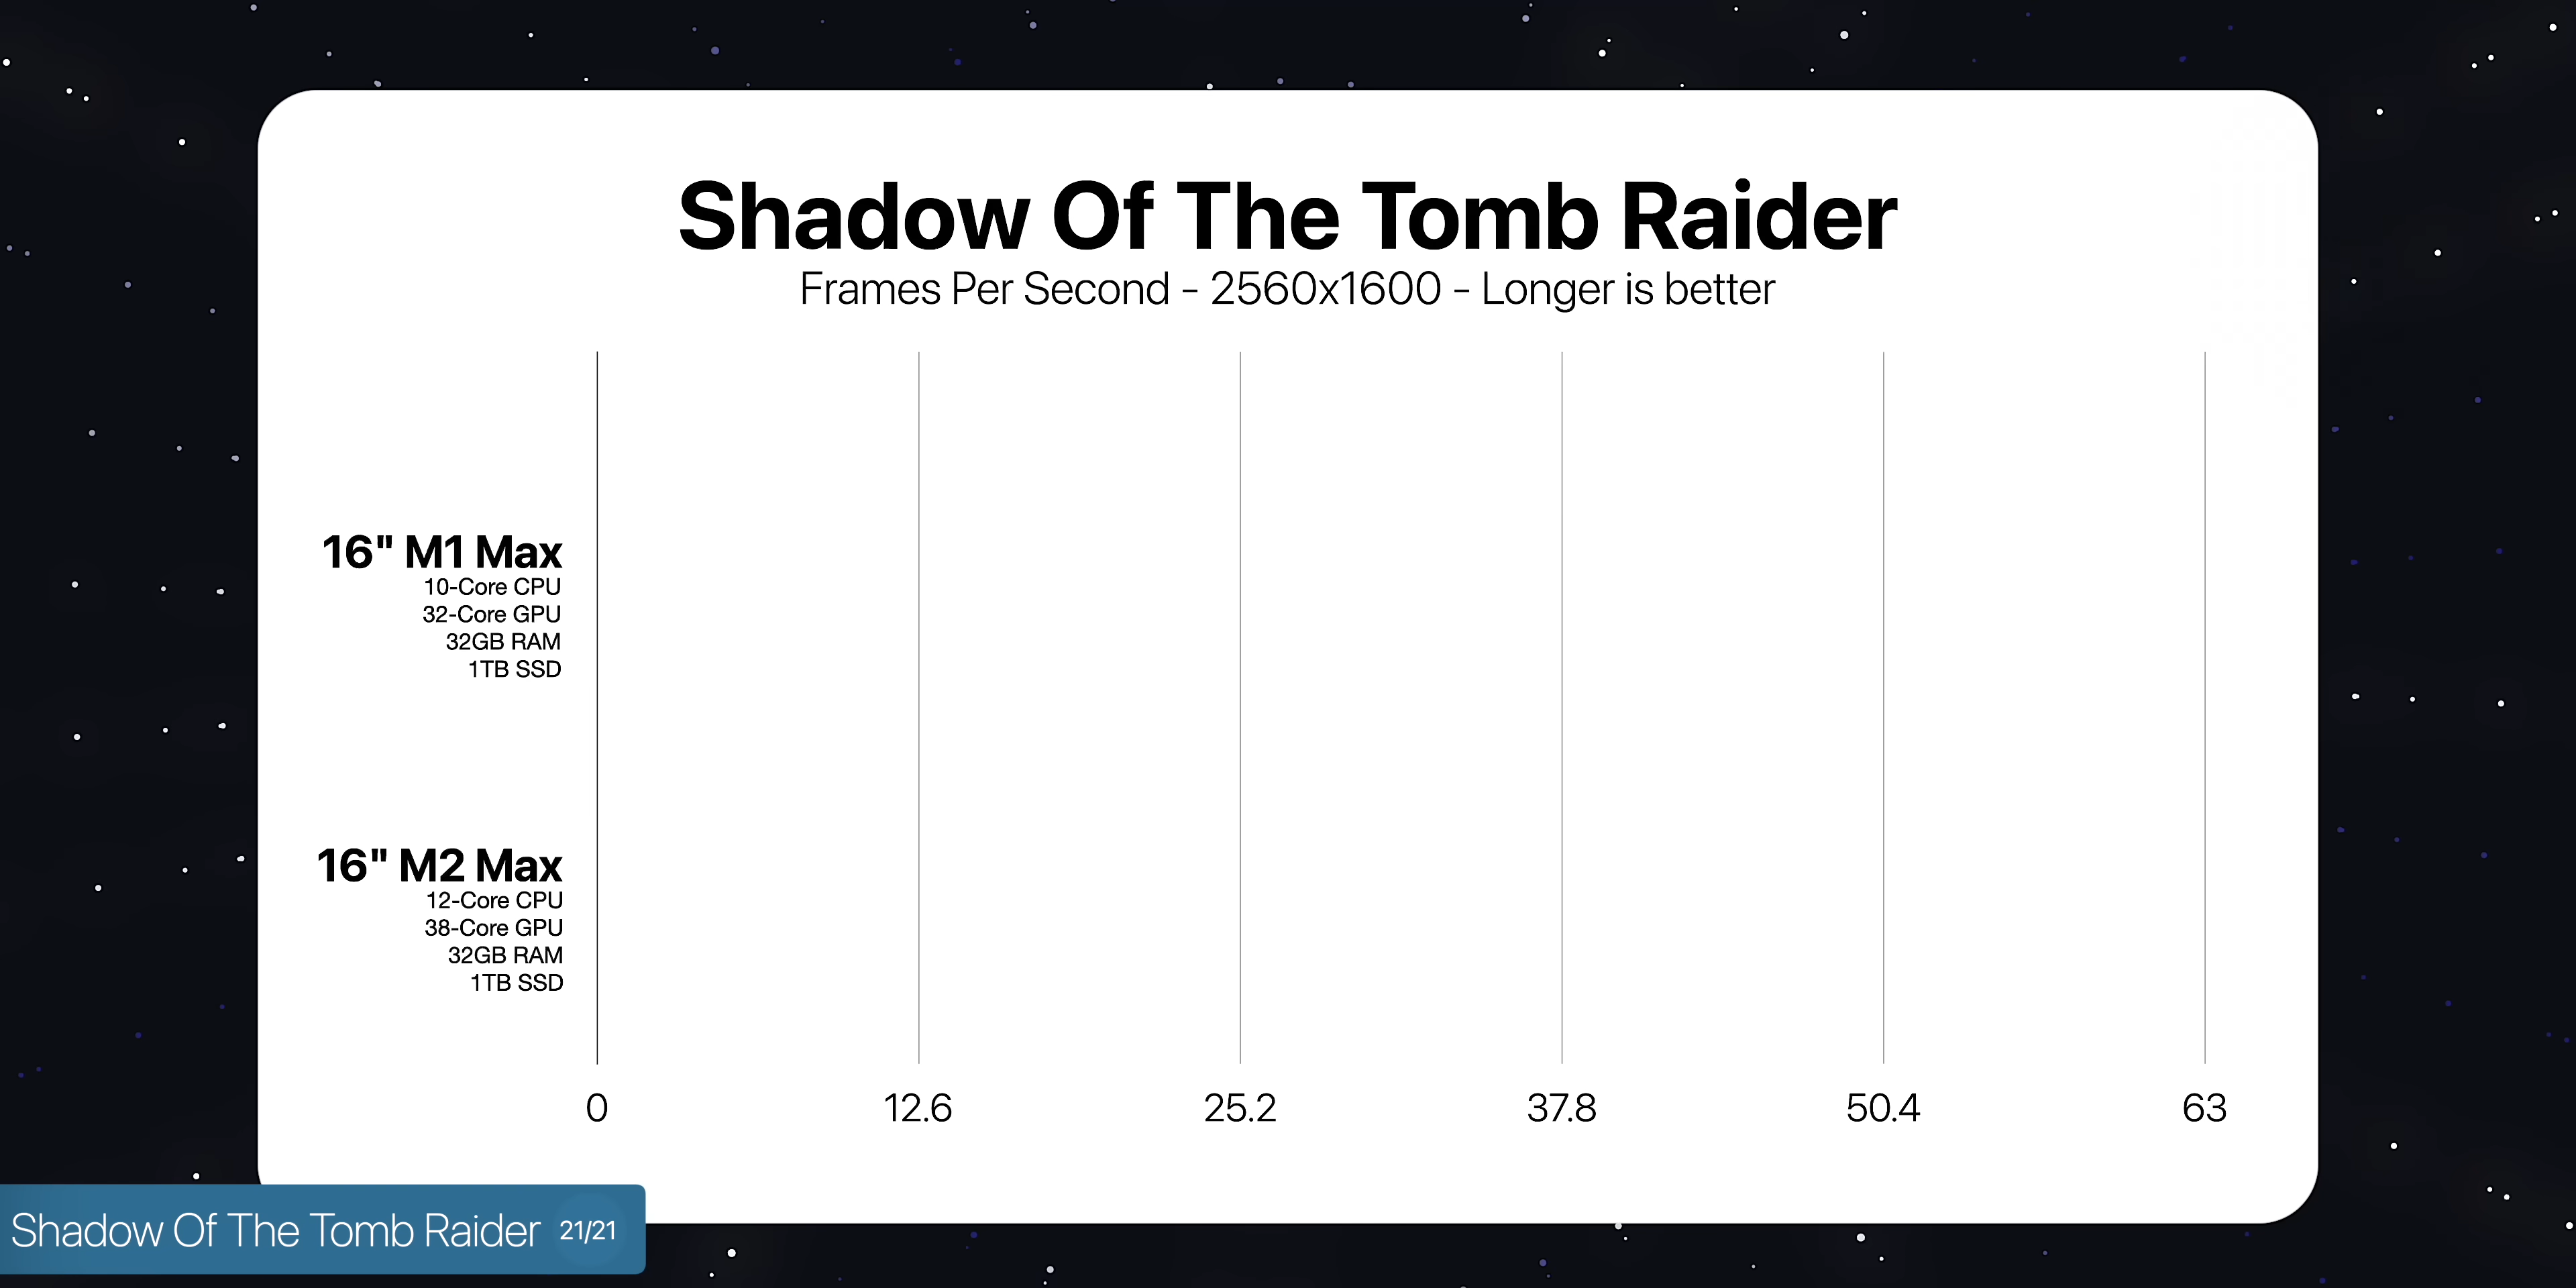 Shadow Of The Tomb Raider
Frames Per Second - 2560x1600 - Longer is better
16" M1 Max
10-Core CPU
32-Core GPU
32GB RAM
1TB SSD
16" M2 Max
12-Core CPU
38-Core GPU
32GB RAM
1TB SSD
0 12.6 25.2 37.8 50.4 63
Shadow Of The Tomb Raider 21/21